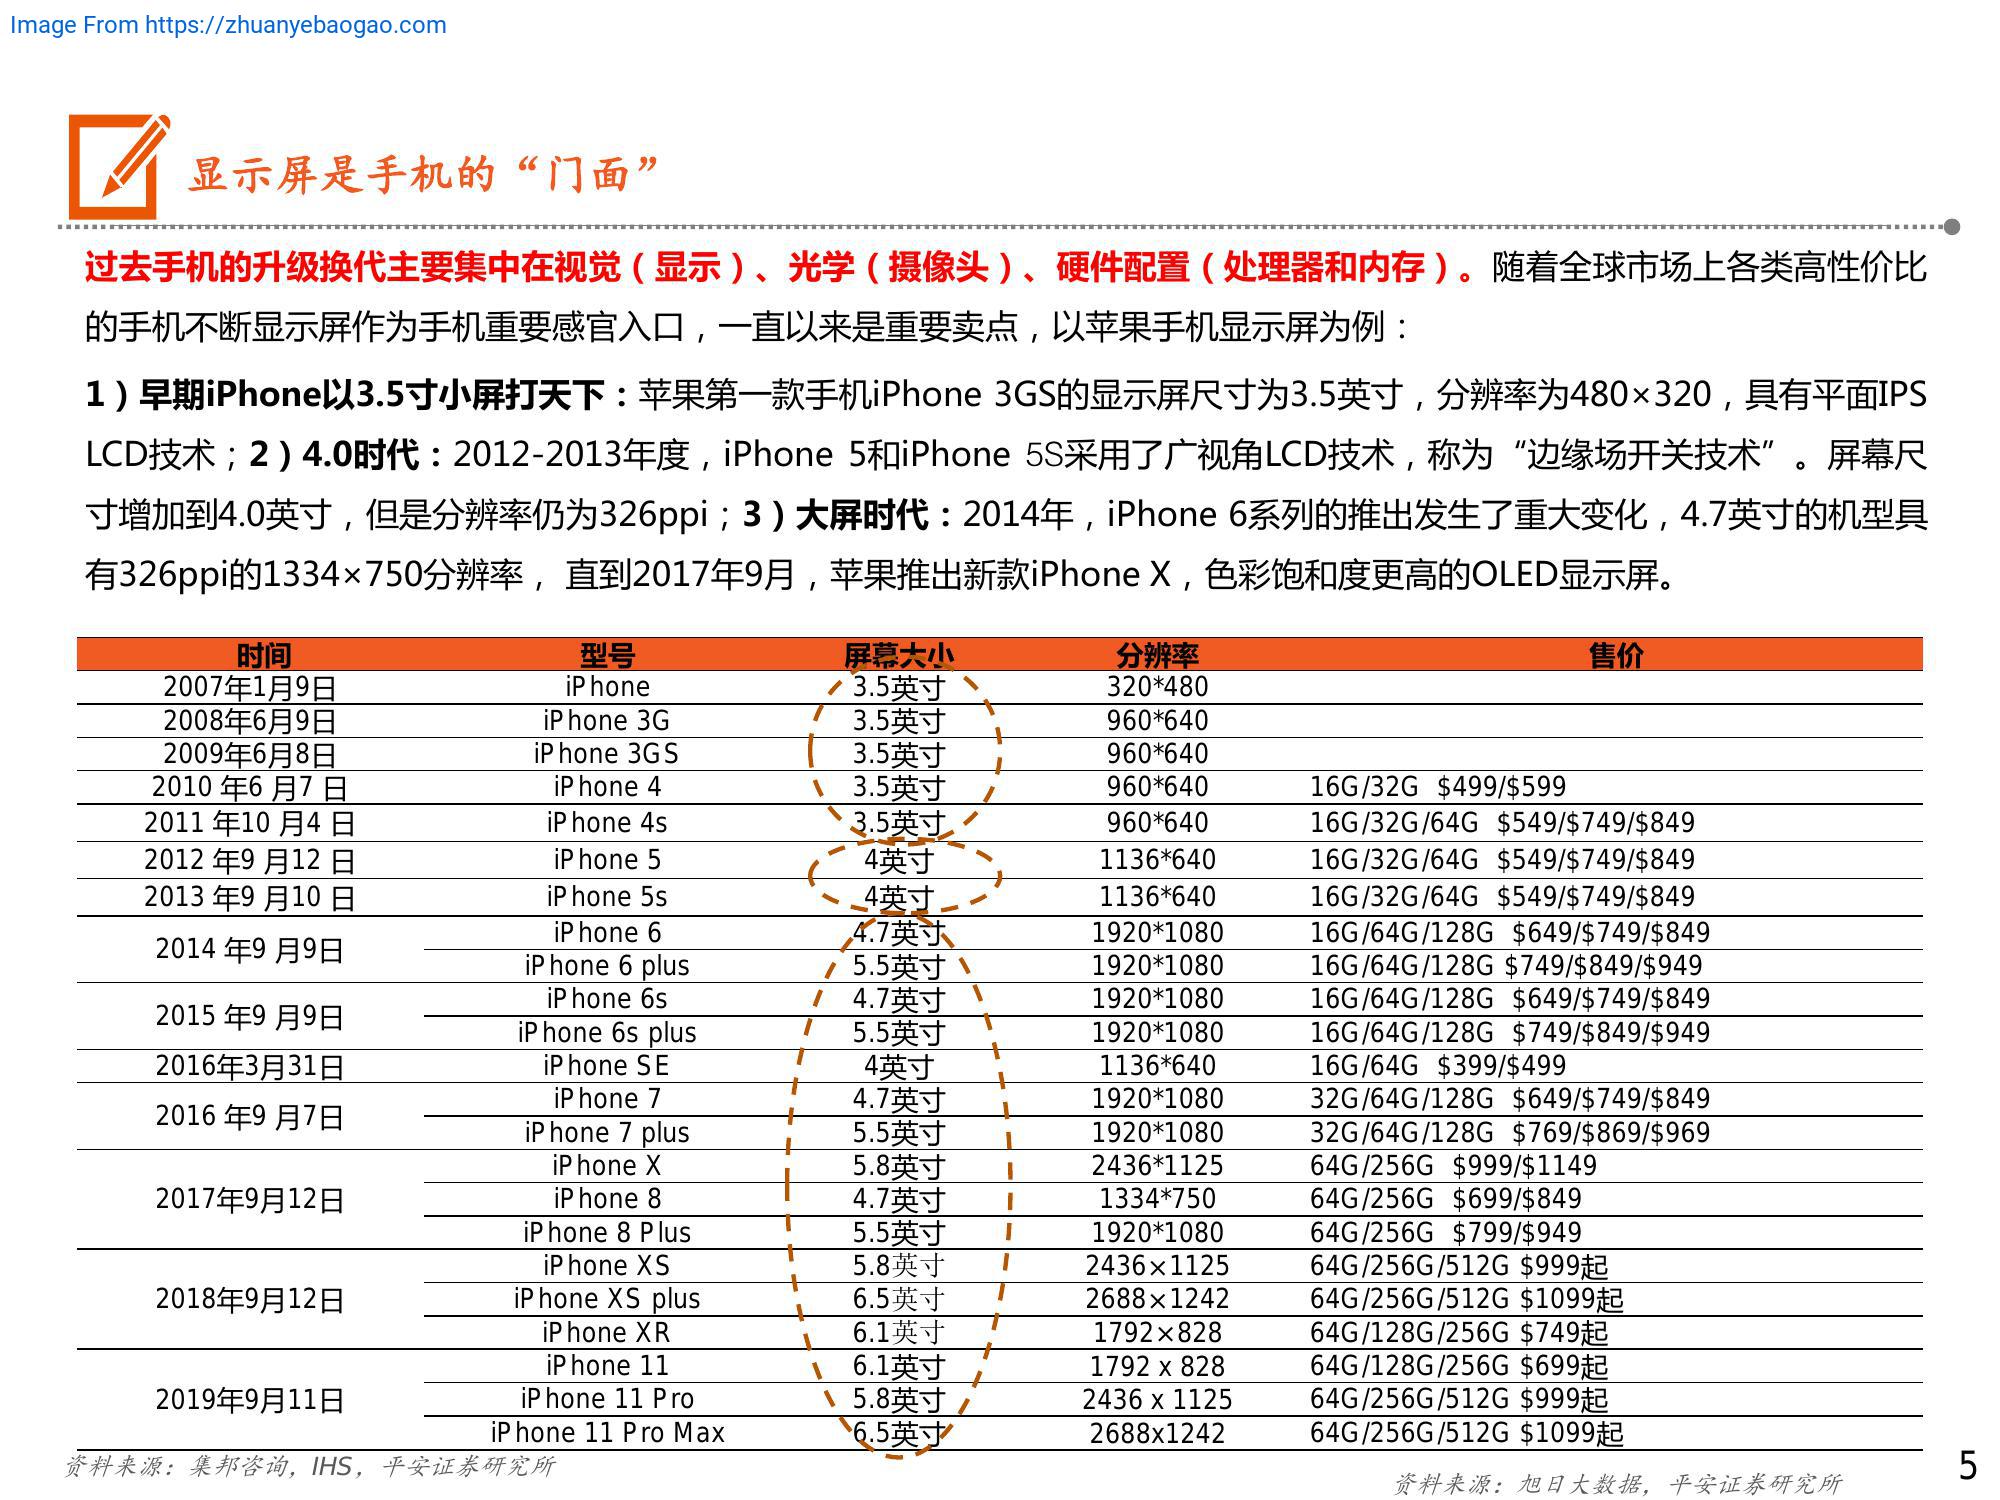 Image From https://zhuanyebaogao.com
显示屏是手机的“门面”
过去手机的升级换代主要集中在视觉（显示）、光学（摄像头）、硬件配置（处理器和内存）。随着全球市场上各类高性价比
的手机不断显示屏作为手机重要感官入口，一直以来是重要卖点，以苹果手机显示屏为例：
1）早期iPhone以3.5寸小屏打天下：苹果第一款手机iPhone 3GS的显示屏尺寸为3.5英寸，分辨率为480×320，具有平面IPS
LCD技术；2）4.0时代：2012-2013年度，iPhone 5和iPhone 5S采用了广视角LCD技术，称为“边缘场开关技术”。屏幕尺
寸增加到4.0英寸，但是分辨率仍为326ppi；3）大屏时代：2014年，iPhone 6系列的推出发生了重大变化，4.7英寸的机型具
有326ppi的1334×750分辨率， 直到2017年9月，苹果推出新款iPhone X，色彩饱和度更高的OLED显示屏。
时间 型号 屏幕大小 分辨率 售价
2007年1月9日 iPhone 3.5英寸 320*480
2008年6月9日 iPhone 3G 3.5英寸 960*640
2009年6月8日 iPhone 3GS 3.5英寸 960*640
2010 年6 月7 日 iPhone 4 3.5英寸 960*640 16G/32G $499/$599
2011 年10 月4 日 iPhone 4s 3.5英寸 960*640 16G/32G/64G $549/$749/$849
2012 年9 月12 日 iPhone 5 4英寸 1136*640 16G/32G/64G $549/$749/$849
2013 年9 月10 日 iPhone 5s 4英寸 1136*640 16G/32G/64G $549/$749/$849
2014 年9 月9日 iPhone 6 4.7英寸 1920*1080 16G/64G/128G $649/$749/$849
iPhone 6 plus 5.5英寸 1920*1080 16G/64G/128G $749/$849/$949
2015 年9 月9日 iPhone 6s 4.7英寸 1920*1080 16G/64G/128G $649/$749/$849
iPhone 6s plus 5.5英寸 1920*1080 16G/64G/128G $749/$849/$949
2016年3月31日 iPhone SE 4英寸 1136*640 16G/64G $399/$499
2016 年9 月7日 iPhone 7 4.7英寸 1920*1080 32G/64G/128G $649/$749/$849
iPhone 7 plus 5.5英寸 1920*1080 32G/64G/128G $769/$869/$969
2017年9月12日 iPhone X 5.8英寸 2436*1125 64G/256G $999/$1149
iPhone 8 4.7英寸 1334*750 64G/256G $699/$849
iPhone 8 Plus 5.5英寸 1920*1080 64G/256G $799/$949
2018年9月12日 iPhone XS 5.8英寸 2436×1125 64G/256G/512G $999起
iPhone XS plus 6.5英寸 2688×1242 64G/256G/512G $1099起
iPhone XR 6.1英寸 1792×828 64G/128G/256G $749起
2019年9月11日 iPhone 11 6.1英寸 1792 x 828 64G/128G/256G $699起
iPhone 11 Pro 5.8英寸 2436 x 1125 64G/256G/512G $999起
iPhone 11 Pro Max 6.5英寸 2688x1242 64G/256G/512G $1099起
资料来源：集邦咨询，IHS，平安证券研究所
资料来源：旭日大数据，平安证券研究所
5